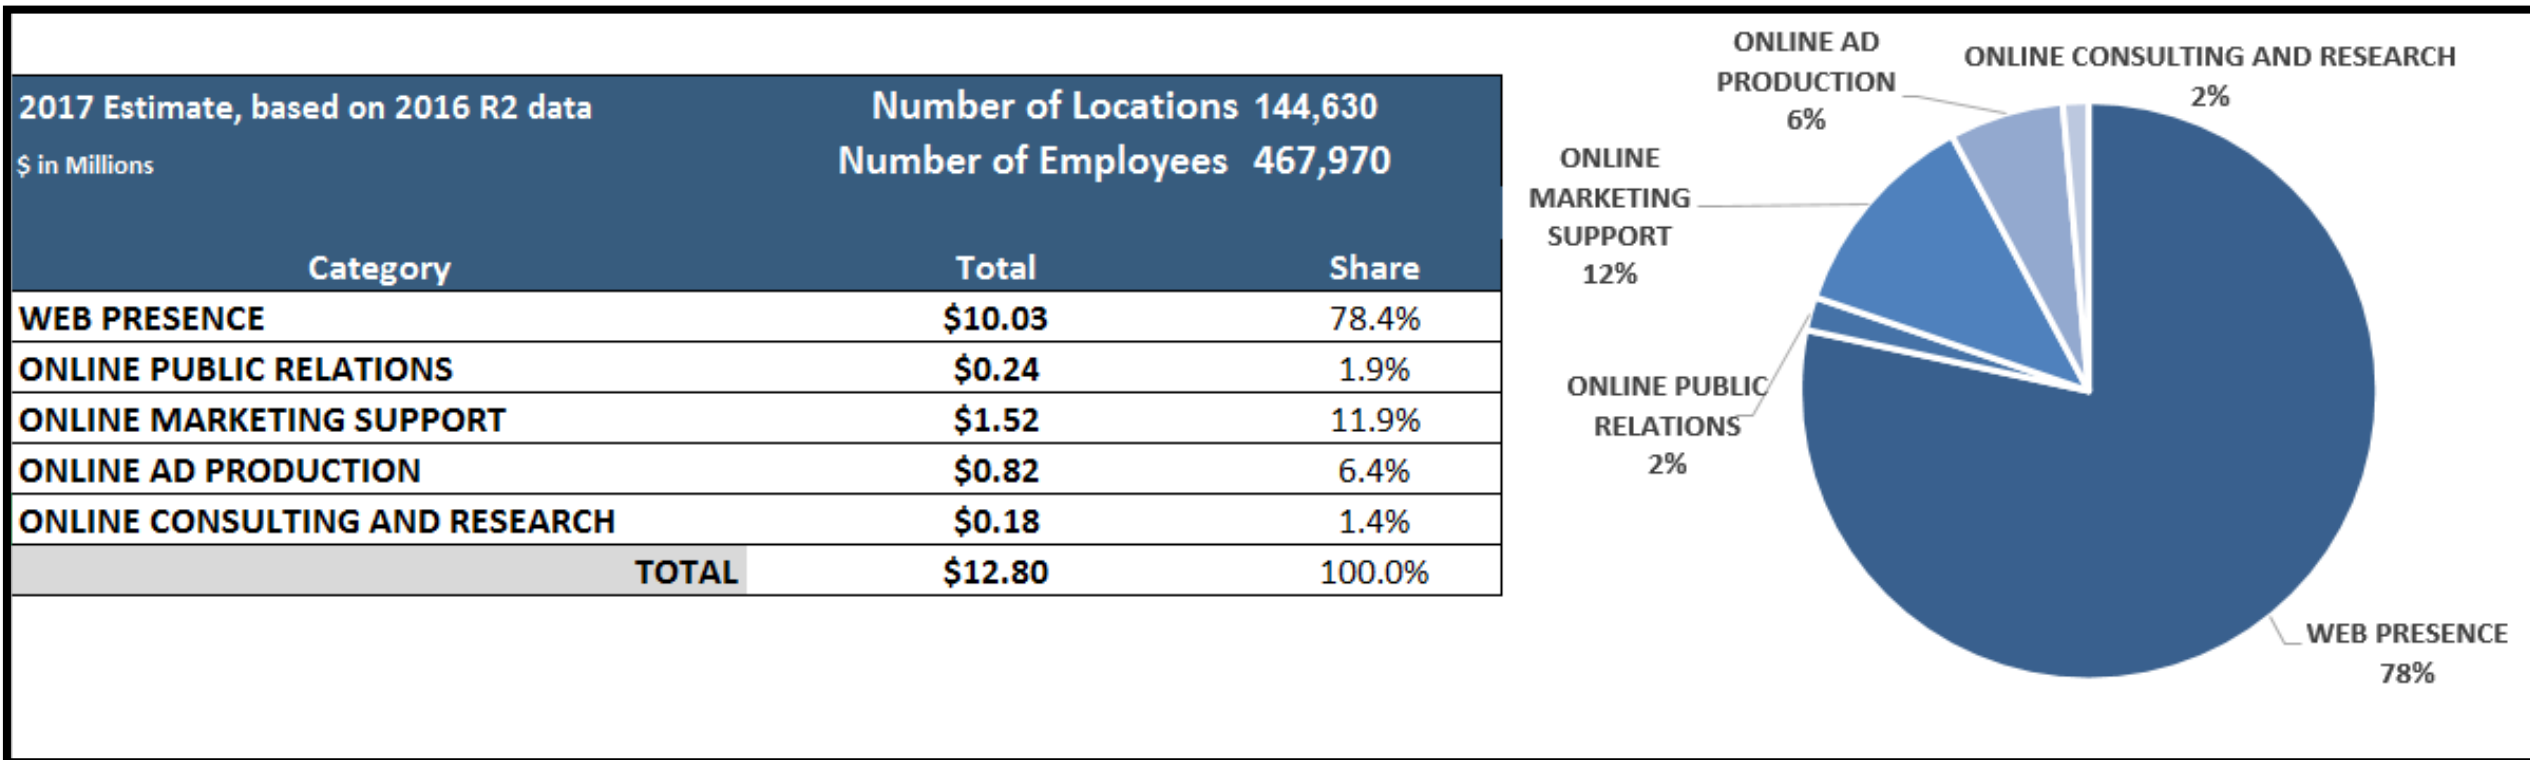 2017 Estimate, based on 2016 R2 data
Number of Locations 144,630
$ in Millions
Number of Employees 467,970
Category Total Share
WEB PRESENCE $10.03 78.4%
ONLINE PUBLIC RELATIONS $0.24 1.9%
ONLINE MARKETING SUPPORT $1.52 11.9%
ONLINE AD PRODUCTION $0.82 6.4%
ONLINE CONSULTING AND RESEARCH $0.18 1.4%
TOTAL $12.80 100.0%
ONLINE AD
PRODUCTION
6%
ONLINE CONSULTING AND RESEARCH
2%
ONLINE
MARKETING
SUPPORT
12%
ONLINE PUBLIC
RELATIONS
2%
WEB PRESENCE
78%